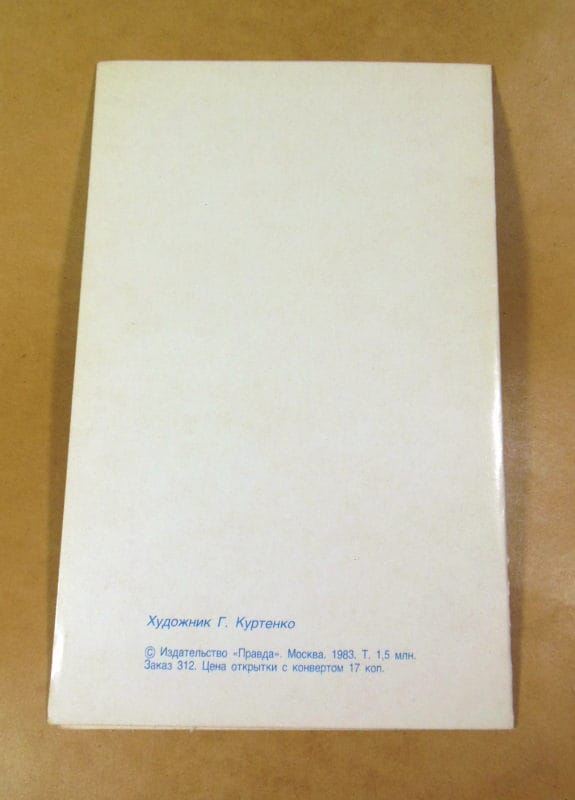 Художник Г. Куртенко
© Издательство «Правда». Москва. 1983. Т. 1,5 млн.
Заказ 312. Цена открытки с конвертом 17 коп.